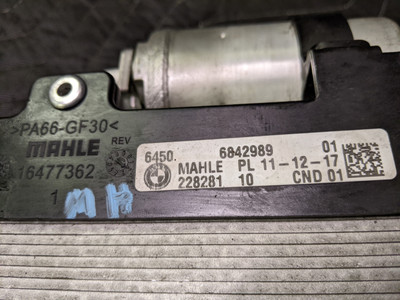 >PA66-GF30<
MAHLE REV
16477362
1 M H
6450. 6842989 01
MAHLE PL 11-12-17
228281 10 CND 01